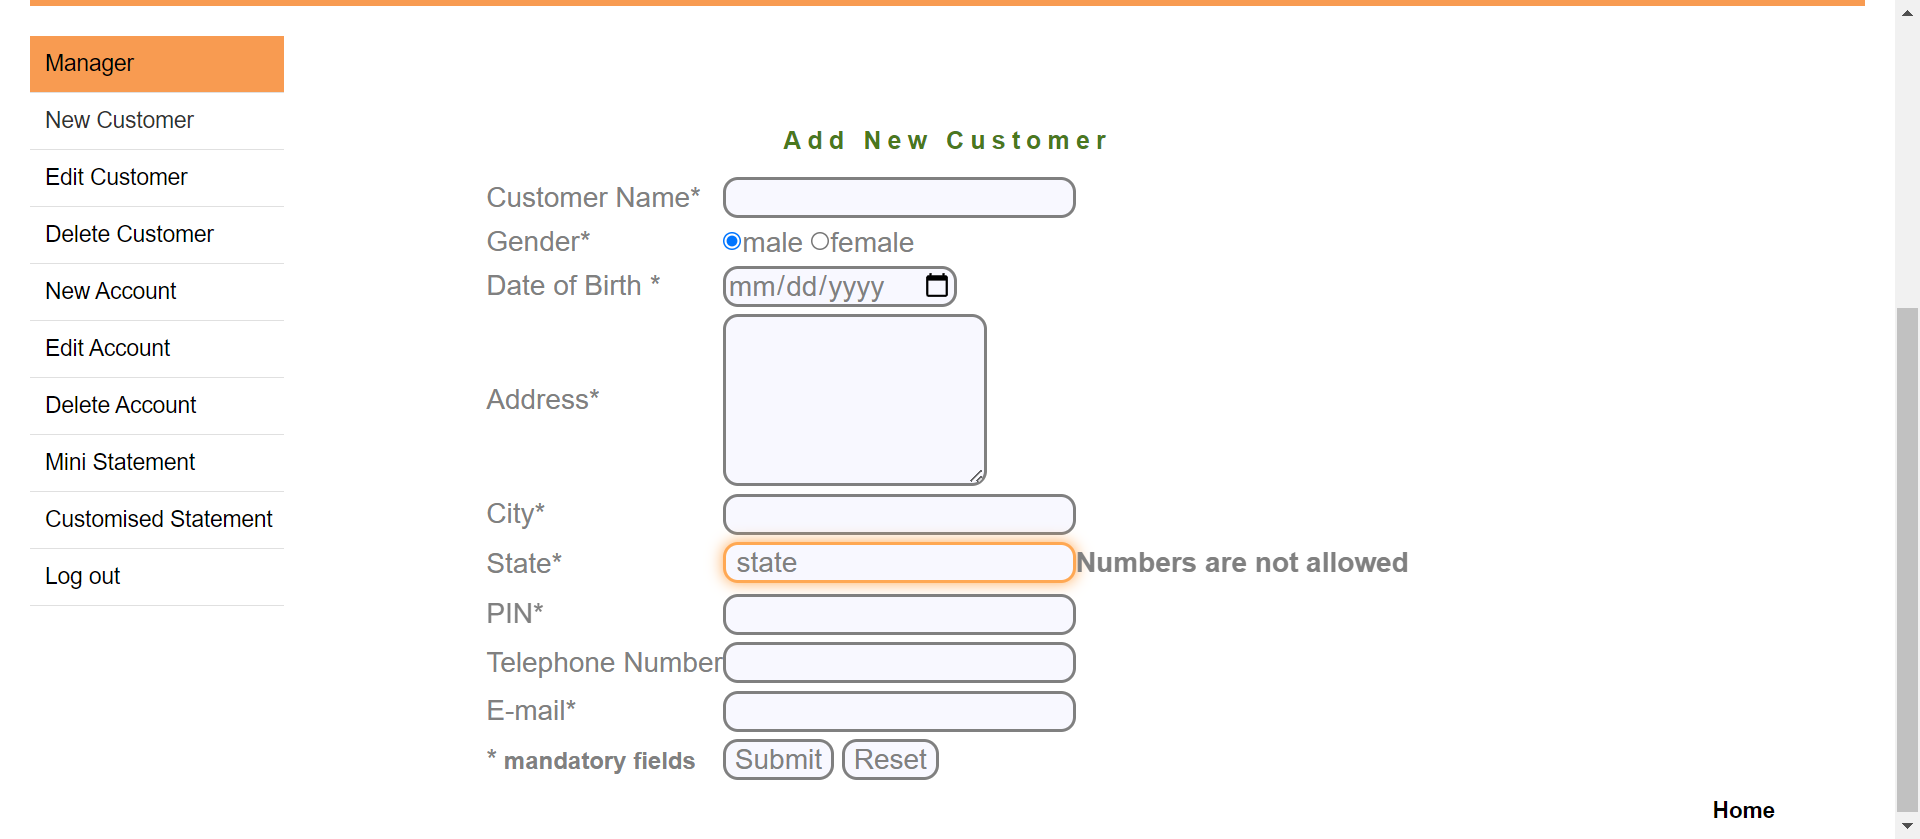 Manager
New Customer
Edit Customer
Delete Customer
New Account
Edit Account
Delete Account
Mini Statement
Customised Statement
Log out
Add New Customer
Customer Name*
Gender* male female
Date of Birth * mm/dd/yyyy
Address*
City*
State* state Numbers are not allowed
PIN*
Telephone Number
E-mail*
* mandatory fields Submit Reset
Home